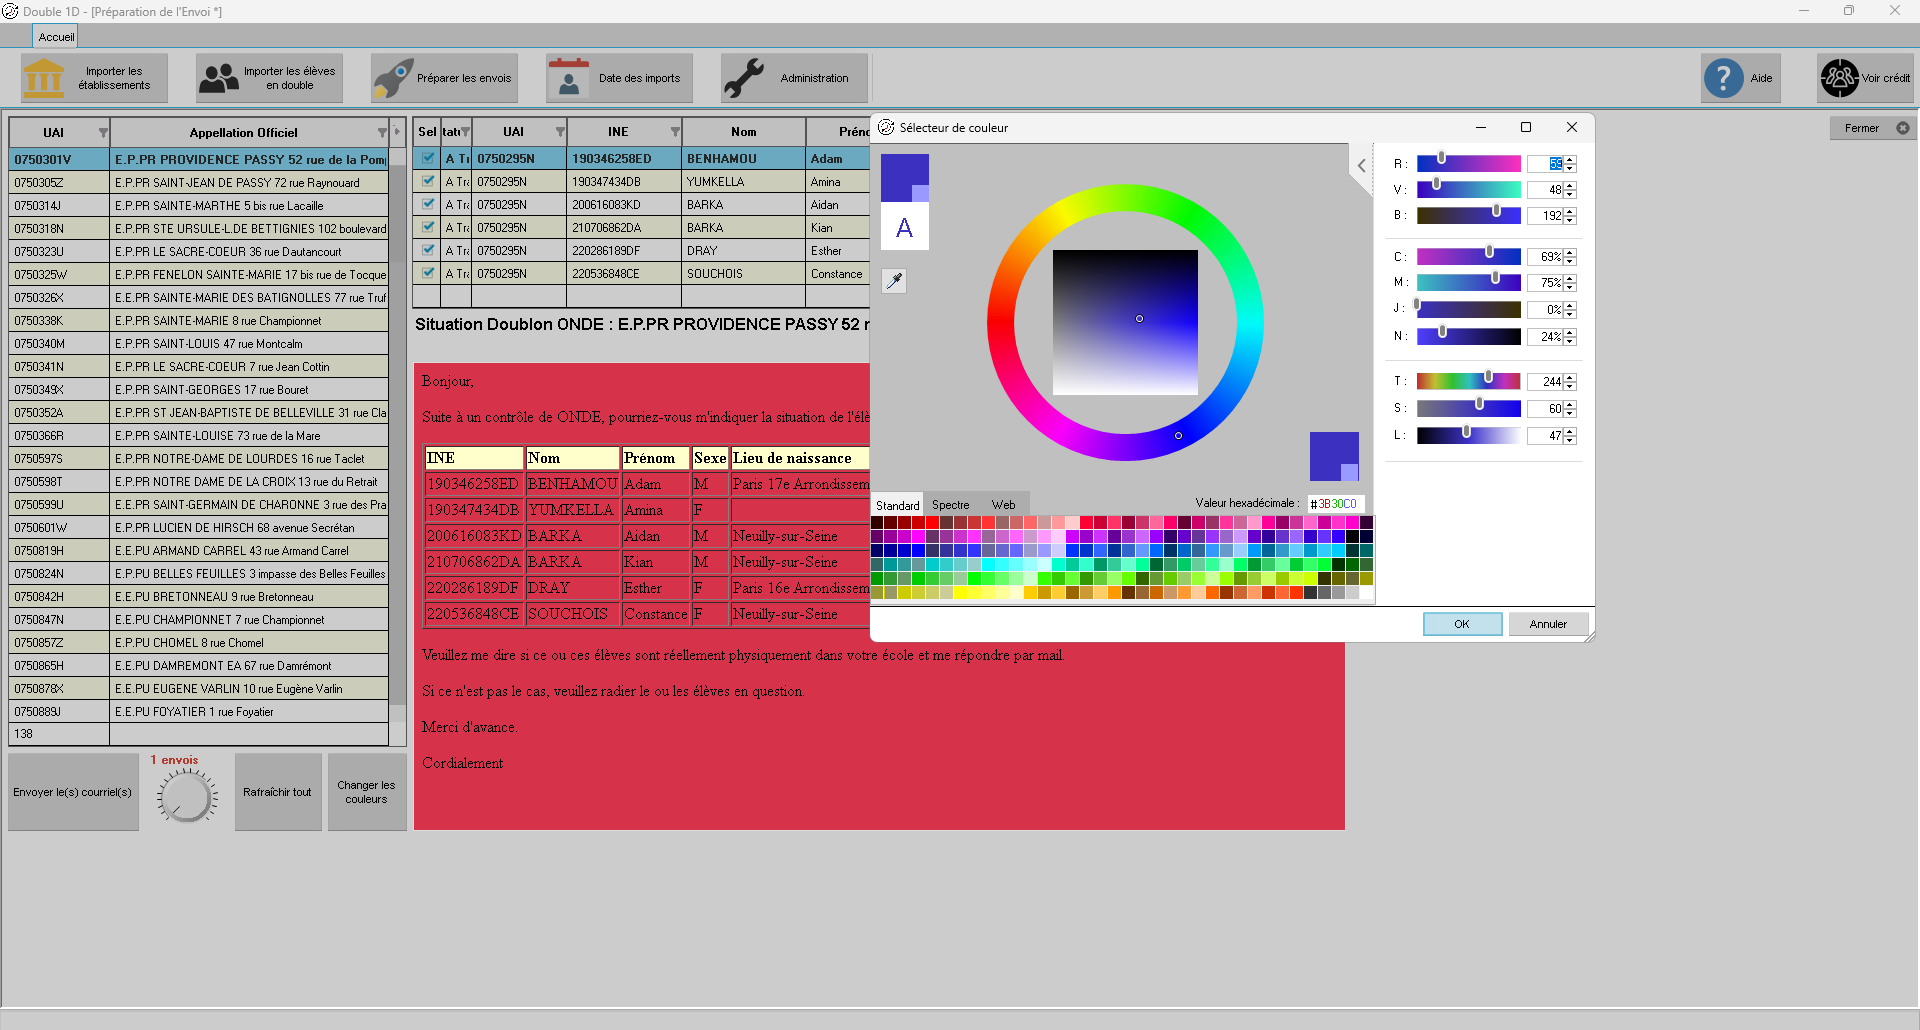 Double 1D - [Préparation de l'Envoi *]
Accueil
Importer les établissements
Importer les élèves en double
Préparer les envois
Date des imports
Administration
Aide
Voir crédit
Fermer
UAI Appellation Officiel
0750301V E.P.PR PROVIDENCE PASSY 52 rue de la Pom
0750305Z E.P.PR SAINT-JEAN DE PASSY 72 rue Raynouard
0750314J E.P.PR SAINTE-MARTHE 5 bis rue Lacaille
0750318N E.P.PR STE URSULE-L.DE BETTIGNIES 102 boulevard
0750323U E.P.PR LE SACRE-COEUR 36 rue Dautancourt
0750325W E.P.PR FENELON SAINTE-MARIE 17 bis rue de Tocque
0750326X E.E.PR SAINTE-MARIE DES BATIGNOLLES 77 rue Truf
0750338K E.P.PR SAINTE-MARIE 8 rue Championnet
0750340M E.P.PR SAINT-LOUIS 47 rue Montcalm
0750341N E.P.PR LE SACRE-COEUR 7 rue Jean Cottin
0750349X E.P.PR SAINT-GEORGES 17 rue Bouret
0750352A E.P.PR ST JEAN-BAPTISTE DE BELLEVILLE 31 rue Cla
0750366R E.P.PR SAINTE-LOUISE 73 rue de la Mare
0750597S E.P.PR NOTRE-DAME DE LOURDES 16 rue Taclet
0750598T E.P.PR NOTRE DAME DE LA CROIX 13 rue du Retrait
0750599U E.P.PR SAINT-GERMAIN DE CHARONNE 3 rue des Pra
0750601W E.P.PR LUCIEN DE HIRSCH 68 avenue Secrétan
0750819H E.E.PU ARMAND CARREL 43 rue Armand Carrel
0750824N E.P.PU BELLES FEUILLES 3 impasse des Belles Feuilles
0750842H E.E.PU BRETONNEAU 9 rue Bretonneau
0750847N E.E.PU CHAMPIONNET 7 rue Championnet
0750857Z E.P.PU CHOMEL 8 rue Chomel
0750865H E.E.PU DAMREMONT EA 67 rue Damrémont
0750878X E.E.PU EUGENE VARLIN 10 rue Eugène Varlin
0750889J E.E.PU FOYATIER 1 rue Foyatier
138
Envoyer le(s) courriel(s)
1 envois
Rafraîchir tout
Changer les couleurs
Sel tatu UAI INE Nom Préno
A Tr 0750295N 190346258ED BENHAMOU Adam
A Tra 0750295N 190347434DB YUMKELLA Amina
A Tra 0750295N 200616083KD BARKA Aidan
A Tra 0750295N 210706862DA BARKA Kian
A Tra 0750295N 220286189DF DRAY Esther
A Tra 0750295N 220536848CE SOUCHOIS Constance
Situation Doublon ONDE : E.P.PR PROVIDENCE PASSY 52 r
Bonjour,
Suite à un contrôle de ONDE, pourriez-vous m'indiquer la situation de l'élè
INE Nom Prénom Sexe Lieu de naissance
190346258ED BENHAMOU Adam M Paris 17e Arrondissem
190347434DB YUMKELLA Amina F
200616083KD BARKA Aidan M Neuilly-sur-Seine
210706862DA BARKA Kian M Neuilly-sur-Seine
220286189DF DRAY Esther F Paris 16e Arrondissem
220536848CE SOUCHOIS Constance F Neuilly-sur-Seine
Veuillez me dire si ce ou ces élèves sont réellement physiquement dans votre école et me répondre par mail.
Si ce n'est pas le cas, veuillez radier le ou les élèves en question.
Merci d'avance.
Cordialement
Sélecteur de couleur
A
R : 59
V : 48
B : 192
C : 69%
M : 75%
J : 0%
N : 24%
T : 244
S : 60
L : 47
Standard Spectre Web
Valeur hexadécimale : #3B30C0
OK
Annuler